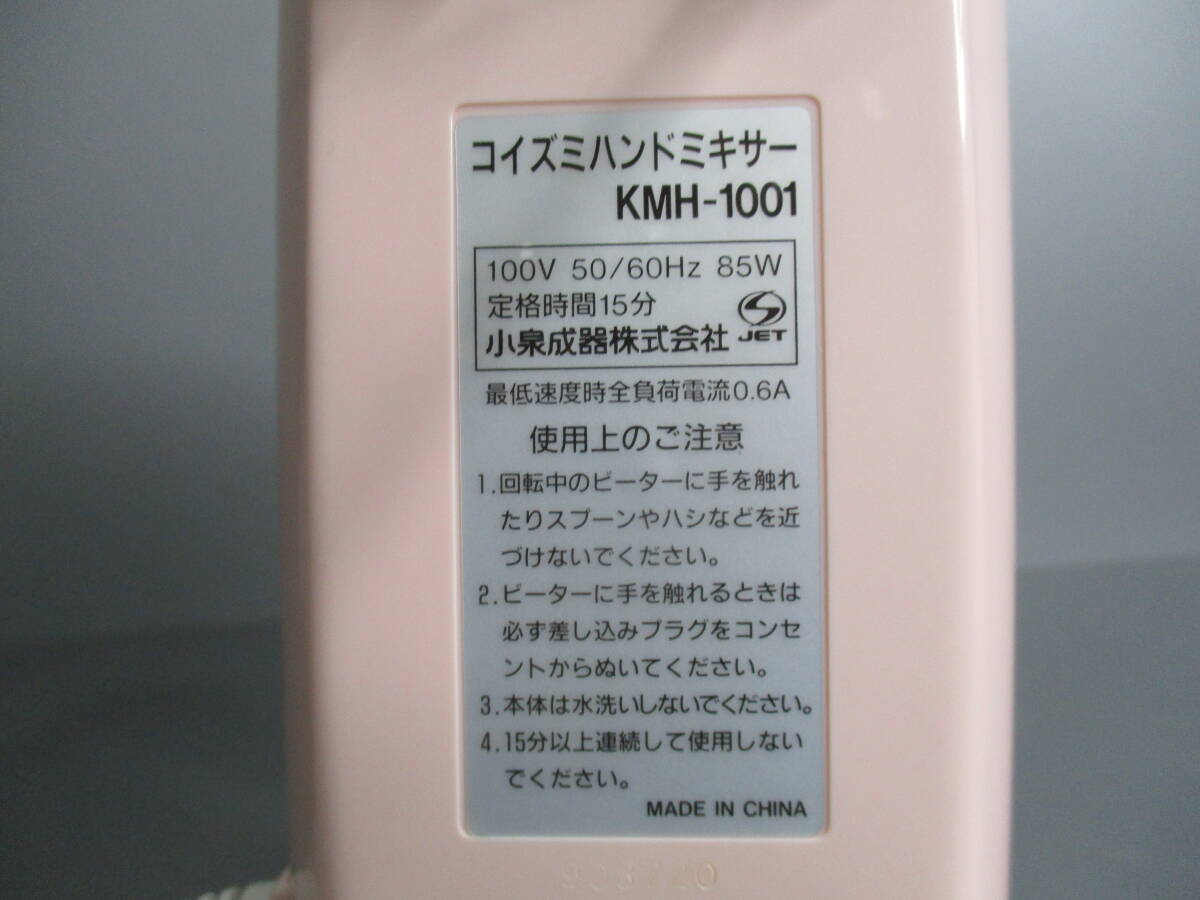 コイズミハンドミキサー
KMH-1001
100V 50/60Hz 85W
定格時間15分
小泉成器株式会社 JET
最低速度時全負荷電流0.6A
使用上のご注意
1.回転中のビーターに手を触れ
たりスプーンやハシなどを近
づけないでください。
2.ビーターに手を触れるときは
必ず差し込みプラグをコンセ
ントからぬいてください。
3.本体は水洗いしないでください。
4.15分以上連続して使用しない
でください。
MADE IN CHINA